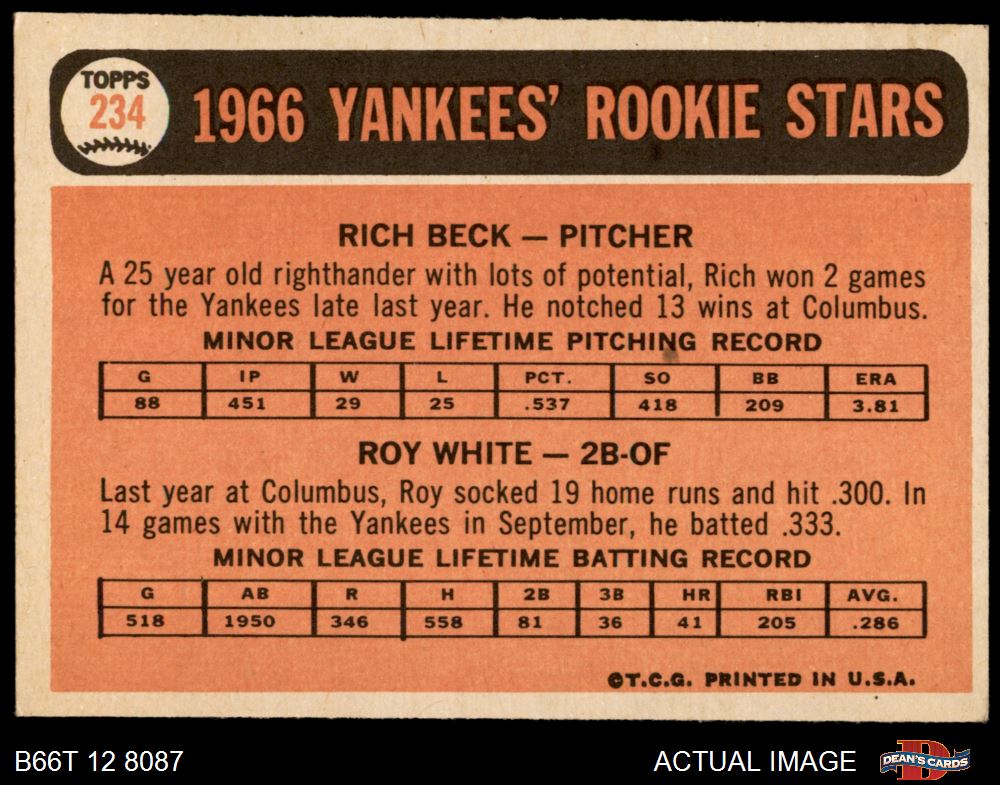 TOPPS
234
1966 YANKEES' ROOKIE STARS
RICH BECK — PITCHER
A 25 year old righthander with lots of potential, Rich won 2 games
for the Yankees late last year. He notched 13 wins at Columbus.
MINOR LEAGUE LIFETIME PITCHING RECORD
G IP W L PCT. SO BB ERA
88 451 29 25 .537 418 209 3.81
ROY WHITE — 2B-OF
Last year at Columbus, Roy socked 19 home runs and hit .300. In
14 games with the Yankees in September, he batted .333.
MINOR LEAGUE LIFETIME BATTING RECORD
G AB R H 2B 3B HR RBI AVG.
518 1950 346 558 81 36 41 205 .286
©T.C.G. PRINTED IN U.S.A.
B66T 12 8087 ACTUAL IMAGE D DEAN'S CARDS